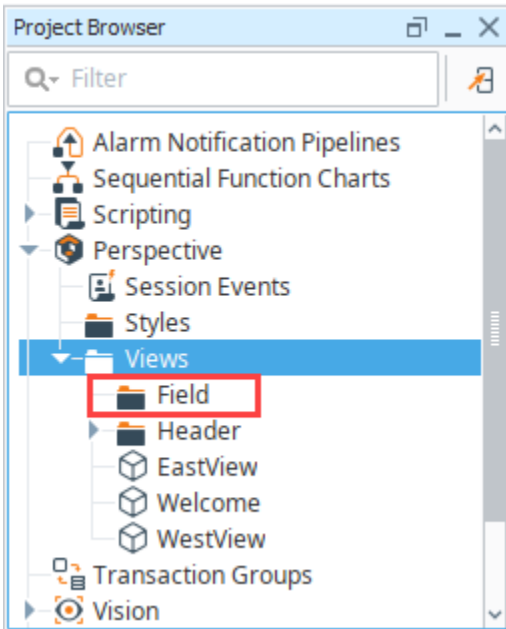 Project Browser
Filter
Alarm Notification Pipelines
Sequential Function Charts
Scripting
Perspective
Session Events
Styles
Views
Field
Header
EastView
Welcome
WestView
Transaction Groups
Vision